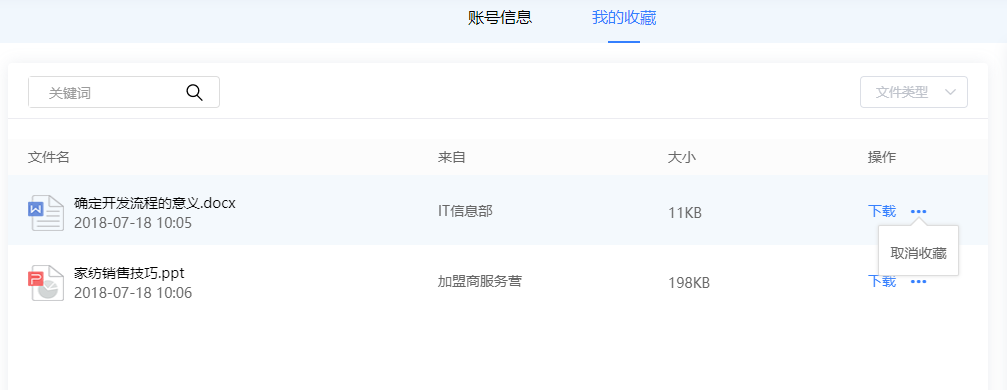 账号信息 我的收藏
关键词 文件类型
文件名 来自 大小 操作
确定开发流程的意义.docx
2018-07-18 10:05
IT信息部 11KB 下载
取消收藏
家纺销售技巧.ppt
2018-07-18 10:06
加盟商服务营 198KB 下载